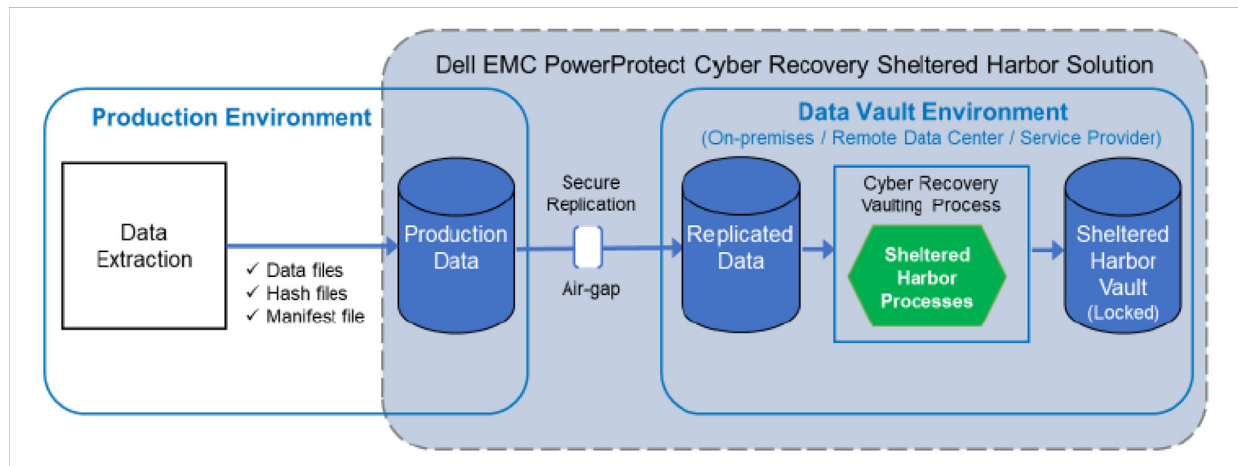 Dell EMC PowerProtect Cyber Recovery Sheltered Harbor Solution
Production Environment
Data
Extraction
✓ Data files
✓ Hash files
✓ Manifest file
Production
Data
Secure
Replication
Air-gap
Data Vault Environment
(On-premises / Remote Data Center / Service Provider)
Replicated
Data
Cyber Recovery
Vaulting Process
Sheltered
Harbor
Processes
Sheltered
Harbor
Vault
(Locked)